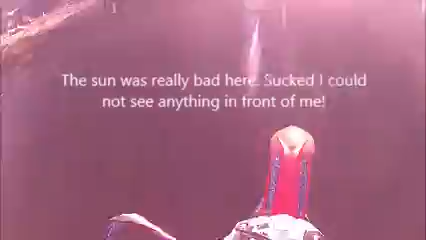 The sun was really bad here. Sucked I could
not see anything in front of me!